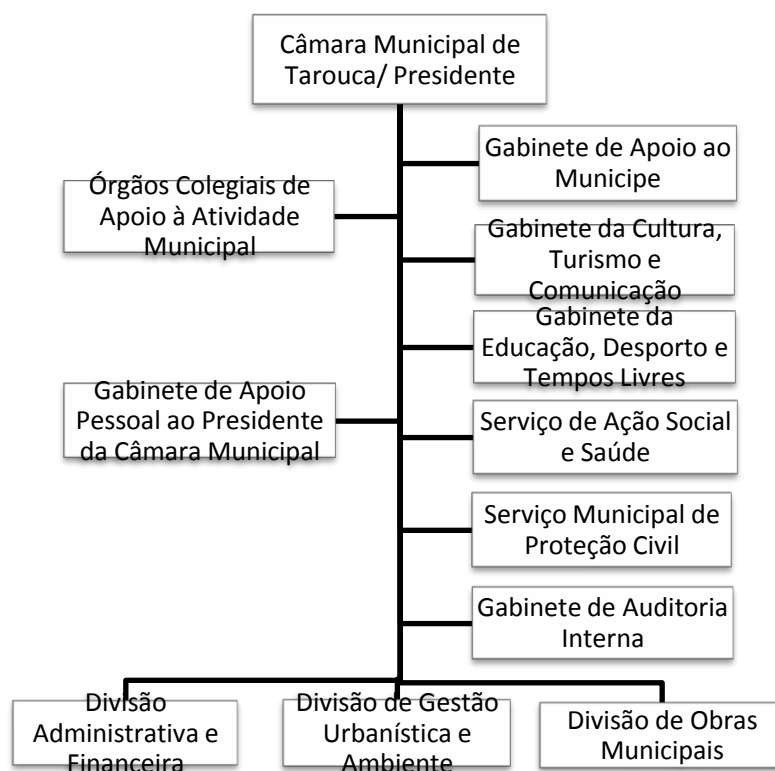 Câmara Municipal de
Tarouca/ Presidente
Gabinete de Apoio ao
Municipe
Órgãos Colegiais de
Apoio à Atividade
Municipal
Gabinete da Cultura,
Turismo e
Comunicação
Gabinete da
Educação, Desporto e
Tempos Livres
Gabinete de Apoio
Pessoal ao Presidente
da Câmara Municipal
Serviço de Ação Social
e Saúde
Serviço Municipal de
Proteção Civil
Gabinete de Auditoria
Interna
Divisão
Administrativa e
Financeira
Divisão de Gestão
Urbanística e
Ambiente
Divisão de Obras
Municipais